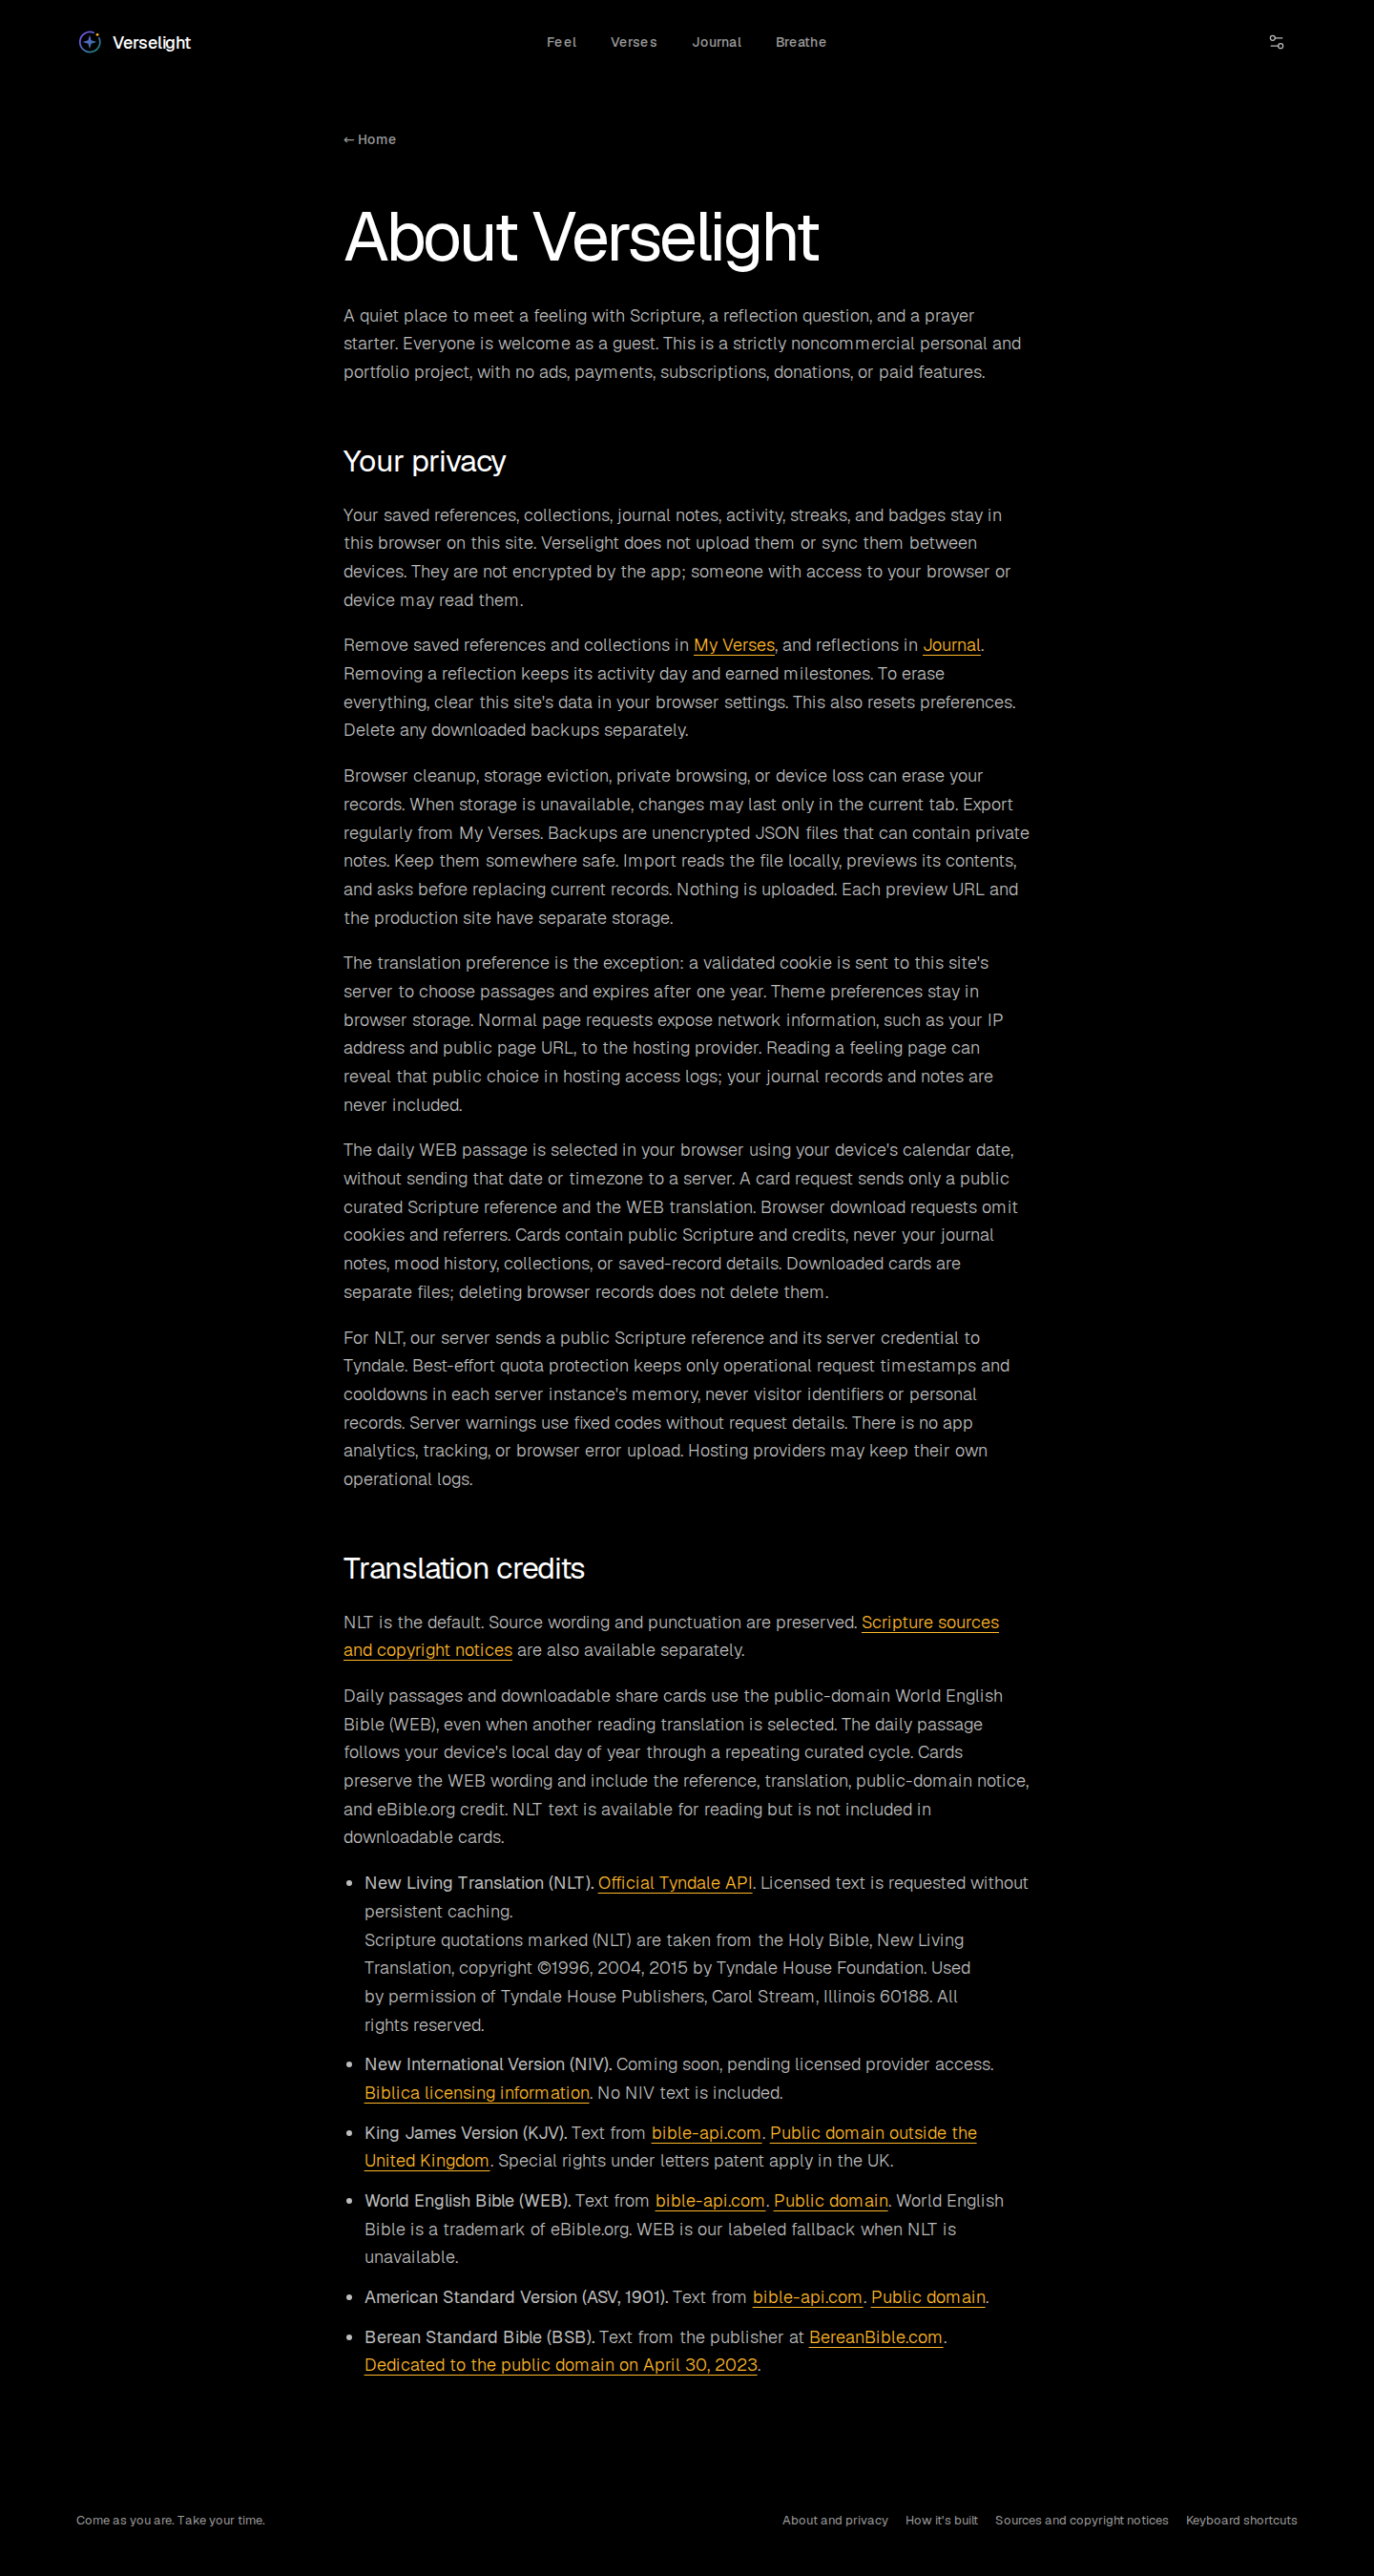 Verselight
Feel Verses Journal Breathe
← Home
About Verselight
A quiet place to meet a feeling with Scripture, a reflection question, and a prayer
starter. Everyone is welcome as a guest. This is a strictly noncommercial personal and
portfolio project, with no ads, payments, subscriptions, donations, or paid features.
Your privacy
Your saved references, collections, journal notes, activity, streaks, and badges stay in
this browser on this site. Verselight does not upload them or sync them between
devices. They are not encrypted by the app; someone with access to your browser or
device may read them.
Remove saved references and collections in My Verses, and reflections in Journal.
Removing a reflection keeps its activity day and earned milestones. To erase
everything, clear this site's data in your browser settings. This also resets preferences.
Delete any downloaded backups separately.
Browser cleanup, storage eviction, private browsing, or device loss can erase your
records. When storage is unavailable, changes may last only in the current tab. Export
regularly from My Verses. Backups are unencrypted JSON files that can contain private
notes. Keep them somewhere safe. Import reads the file locally, previews its contents,
and asks before replacing current records. Nothing is uploaded. Each preview URL and
the production site have separate storage.
The translation preference is the exception: a validated cookie is sent to this site's
server to choose passages and expires after one year. Theme preferences stay in
browser storage. Normal page requests expose network information, such as your IP
address and public page URL, to the hosting provider. Reading a feeling page can
reveal that public choice in hosting access logs; your journal records and notes are
never included.
The daily WEB passage is selected in your browser using your device's calendar date,
without sending that date or timezone to a server. A card request sends only a public
curated Scripture reference and the WEB translation. Browser download requests omit
cookies and referrers. Cards contain public Scripture and credits, never your journal
notes, mood history, collections, or saved-record details. Downloaded cards are
separate files; deleting browser records does not delete them.
For NLT, our server sends a public Scripture reference and its server credential to
Tyndale. Best-effort quota protection keeps only operational request timestamps and
cooldowns in each server instance's memory, never visitor identifiers or personal
records. Server warnings use fixed codes without request details. There is no app
analytics, tracking, or browser error upload. Hosting providers may keep their own
operational logs.
Translation credits
NLT is the default. Source wording and punctuation are preserved. Scripture sources
and copyright notices are also available separately.
Daily passages and downloadable share cards use the public-domain World English
Bible (WEB), even when another reading translation is selected. The daily passage
follows your device's local day of year through a repeating curated cycle. Cards
preserve the WEB wording and include the reference, translation, public-domain notice,
and eBible.org credit. NLT text is available for reading but is not included in
downloadable cards.
• New Living Translation (NLT). Official Tyndale API. Licensed text is requested without
persistent caching.
Scripture quotations marked (NLT) are taken from the Holy Bible, New Living
Translation, copyright ©1996, 2004, 2015 by Tyndale House Foundation. Used
by permission of Tyndale House Publishers, Carol Stream, Illinois 60188. All
rights reserved.
• New International Version (NIV). Coming soon, pending licensed provider access.
Biblica licensing information. No NIV text is included.
• King James Version (KJV). Text from bible-api.com. Public domain outside the
United Kingdom. Special rights under letters patent apply in the UK.
• World English Bible (WEB). Text from bible-api.com. Public domain. World English
Bible is a trademark of eBible.org. WEB is our labeled fallback when NLT is
unavailable.
• American Standard Version (ASV, 1901). Text from bible-api.com. Public domain.
• Berean Standard Bible (BSB). Text from the publisher at BereanBible.com.
Dedicated to the public domain on April 30, 2023.
Come as you are. Take your time.
About and privacy How it's built Sources and copyright notices Keyboard shortcuts